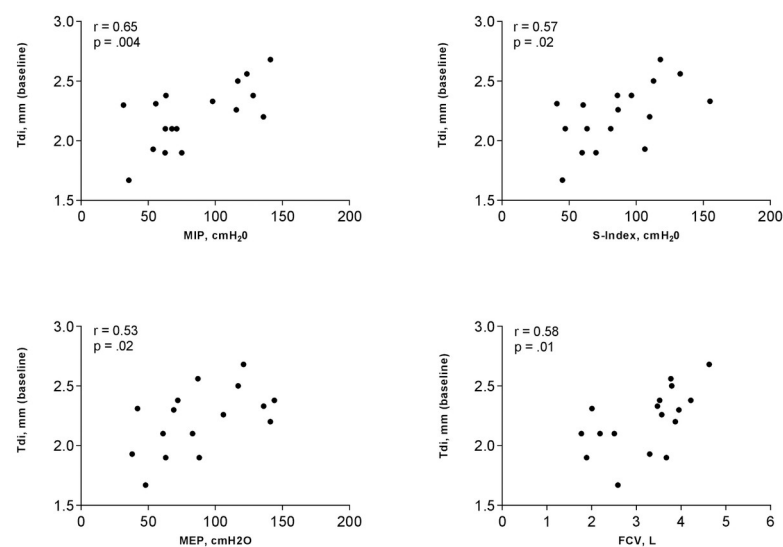 r = 0.65
p = .004
3.0
2.5
2.0
1.5
Tdi, mm (baseline)
0 50 100 150 200
MIP, cmH₂0
r = 0.57
p = .02
3.0
2.5
2.0
1.5
Tdi, mm (baseline)
0 50 100 150 200
S-Index, cmH₂0
r = 0.53
p = .02
3.0
2.5
2.0
1.5
Tdi, mm (baseline)
0 50 100 150 200
MEP, cmH2O
r = 0.58
p = .01
3.0
2.5
2.0
1.5
Tdi, mm (baseline)
0 1 2 3 4 5 6
FCV, L